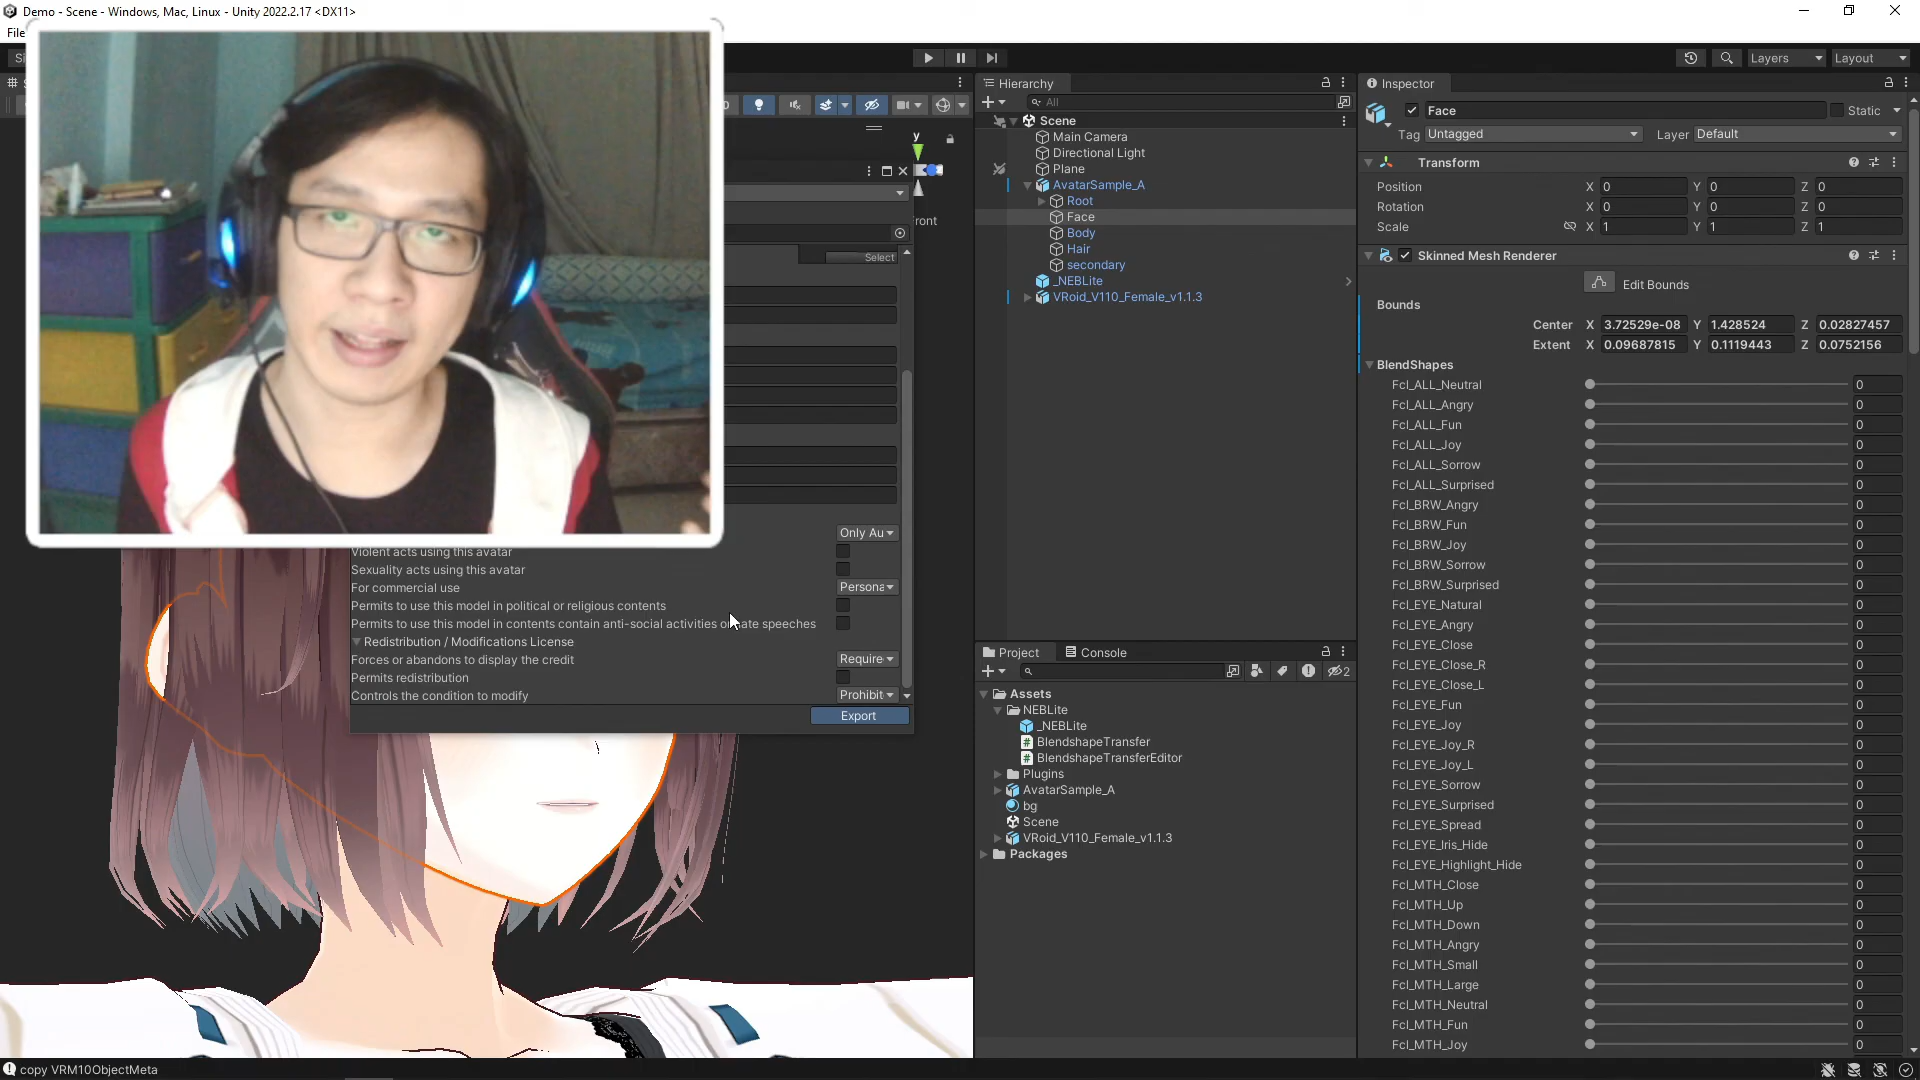 Demo - Scene - Windows, Mac, Linux - Unity 2022.2.17 <DX11>
File
Layers
Layout
Hierarchy
All
Scene
Main Camera
Directional Light
Plane
AvatarSample_A
Root
Face
Body
Hair
secondary
_NEBLite
VRoid_V110_Female_v1.1.3
y
ront
Select
Only Au
Violent acts using this avatar
Sexuality acts using this avatar
For commercial use
Persona
Permits to use this model in political or religious contents
Permits to use this model in contents contain anti-social activities o ate speeches
Redistribution / Modifications License
Forces or abandons to display the credit
Require
Permits redistribution
Controls the condition to modify
Prohibit
Export
Project
Console
2
Assets
NEBLite
_NEBLite
BlendshapeTransfer
BlendshapeTransferEditor
Plugins
AvatarSample_A
bg
Scene
VRoid_V110_Female_v1.1.3
Packages
Inspector
Face
Static
Tag Untagged
Layer Default
Transform
Position X 0 Y 0 Z 0
Rotation X 0 Y 0 Z 0
Scale X 1 Y 1 Z 1
Skinned Mesh Renderer
Edit Bounds
Bounds
Center X 3.72529e-08 Y 1.428524 Z 0.02827457
Extent X 0.09687815 Y 0.1119443 Z 0.0752156
BlendShapes
Fcl_ALL_Neutral 0
Fcl_ALL_Angry 0
Fcl_ALL_Fun 0
Fcl_ALL_Joy 0
Fcl_ALL_Sorrow 0
Fcl_ALL_Surprised 0
Fcl_BRW_Angry 0
Fcl_BRW_Fun 0
Fcl_BRW_Joy 0
Fcl_BRW_Sorrow 0
Fcl_BRW_Surprised 0
Fcl_EYE_Natural 0
Fcl_EYE_Angry 0
Fcl_EYE_Close 0
Fcl_EYE_Close_R 0
Fcl_EYE_Close_L 0
Fcl_EYE_Fun 0
Fcl_EYE_Joy 0
Fcl_EYE_Joy_R 0
Fcl_EYE_Joy_L 0
Fcl_EYE_Sorrow 0
Fcl_EYE_Surprised 0
Fcl_EYE_Spread 0
Fcl_EYE_Iris_Hide 0
Fcl_EYE_Highlight_Hide 0
Fcl_MTH_Close 0
Fcl_MTH_Up 0
Fcl_MTH_Down 0
Fcl_MTH_Angry 0
Fcl_MTH_Small 0
Fcl_MTH_Large 0
Fcl_MTH_Neutral 0
Fcl_MTH_Fun 0
Fcl_MTH_Joy 0
copy VRM10ObjectMeta